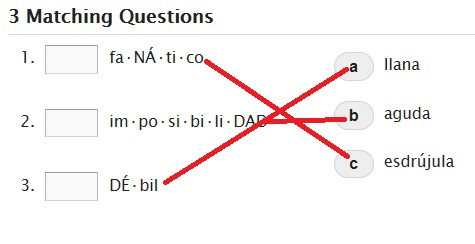 3 Matching Questions
1. fa·NÁ·ti·co
a llana
2. im·po·si·bi·li·DAD
b aguda
c esdrújula
3. DÉ·bil